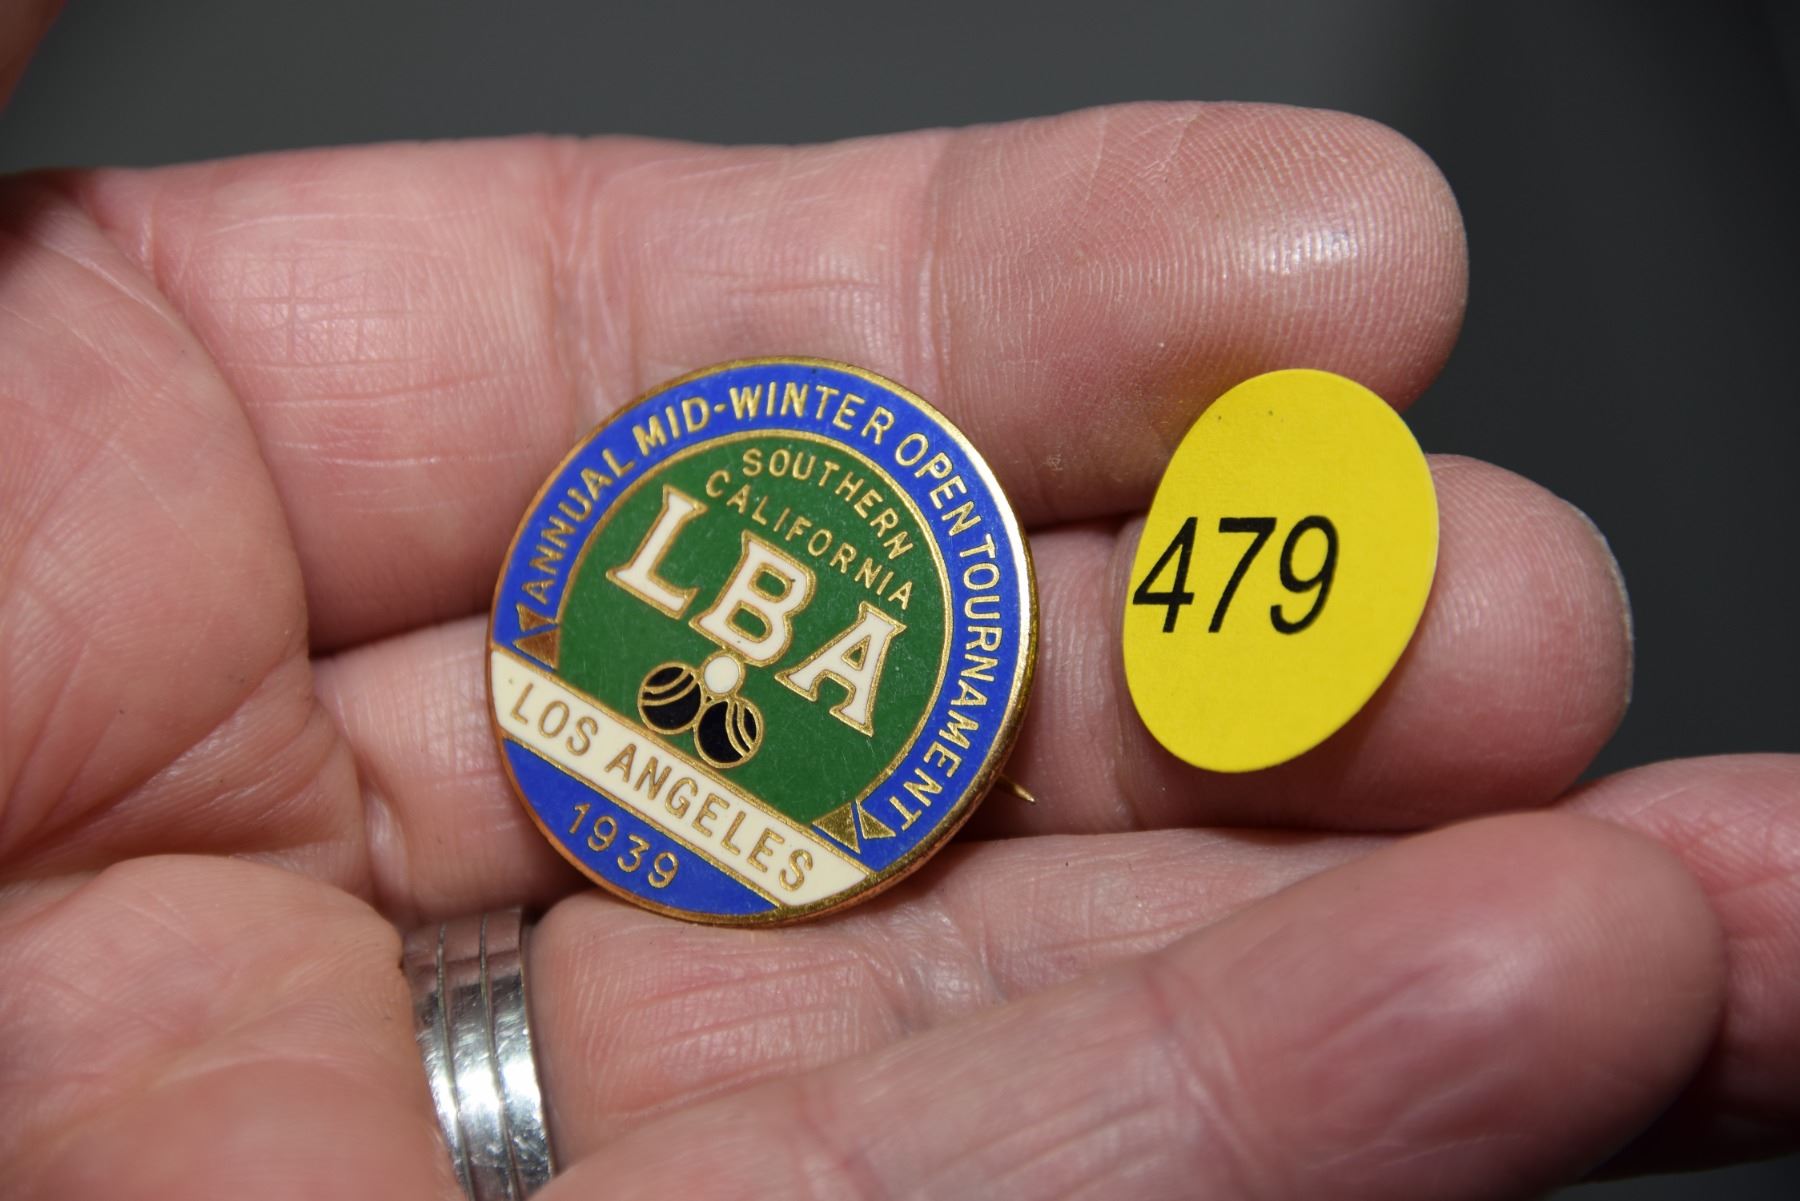 ANNUAL MID-WINTER OPEN TOURNAMENT
SOUTHERN
CALIFORNIA
LBA
LOS ANGELES
1939
479